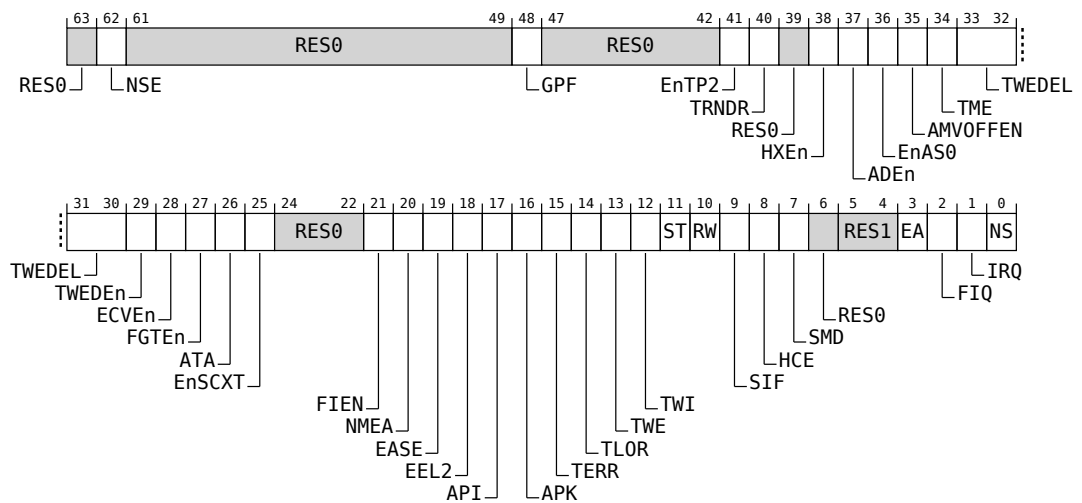 63 62 61 49 48 47 42 41 40 39 38 37 36 35 34 33 32
RES0 RES0
RES0 NSE GPF EnTP2 TWEDEL
TRNDR TME
RES0 AMVOFFEN
HXEn EnAS0
ADEn
31 30 29 28 27 26 25 24 22 21 20 19 18 17 16 15 14 13 12 11 10 9 8 7 6 5 4 3 2 1 0
RES0 ST RW RES1 EA NS
TWEDEL IRQ
TWEDEn FIQ
ECVEn RES0
FGTEn SMD
ATA HCE
EnSCXT SIF
FIEN TWI
NMEA TWE
EASE TLOR
EEL2 TERR
API APK